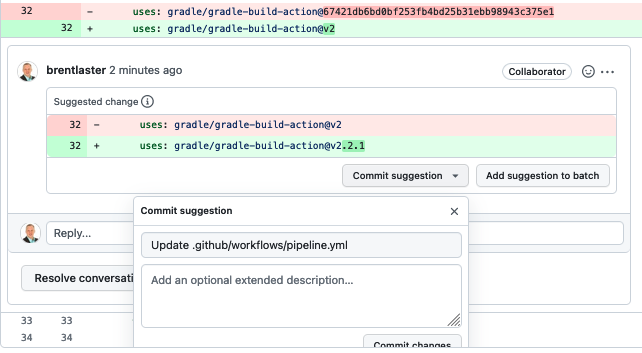 32 - uses: gradle/gradle-build-action@67421db6bd0bf253fb4bd25b31ebb98943c375e1
32 + uses: gradle/gradle-build-action@v2
brentlaster 2 minutes ago Collaborator ...
Suggested change
32 - uses: gradle/gradle-build-action@v2
32 + uses: gradle/gradle-build-action@v2.2.1
Commit suggestion Add suggestion to batch
Commit suggestion
Update .github/workflows/pipeline.yml
Reply...
Add an optional extended description...
Resolve conversati
33 33
34 34
Commit changes